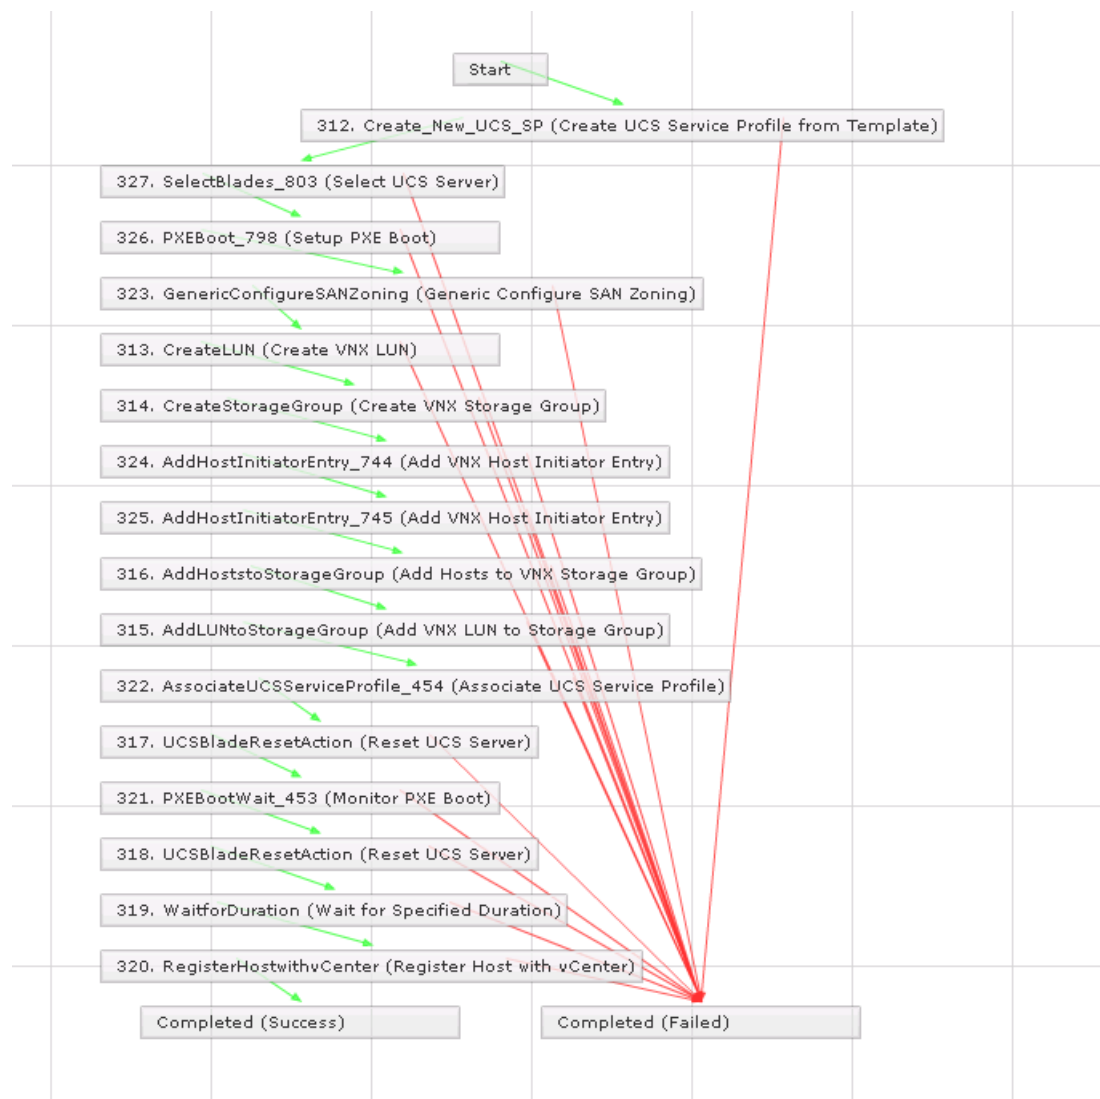 Start
312. Create_New_UCS_SP (Create UCS Service Profile from Template)
327. SelectBlades_803 (Select UCS Server)
326. PXEBoot_798 (Setup PXE Boot)
323. GenericConfigureSANZoning (Generic Configure SAN Zoning)
313. CreateLUN (Create VNX LUN)
314. CreateStorageGroup (Create VNX Storage Group)
324. AddHostInitiatorEntry_744 (Add VNX Host Initiator Entry)
325. AddHostInitiatorEntry_745 (Add VNX Host Initiator Entry)
316. AddHoststoStorageGroup (Add Hosts to VNX Storage Group)
315. AddLUNtoStorageGroup (Add VNX LUN to Storage Group)
322. AssociateUCSServiceProfile_454 (Associate UCS Service Profile)
317. UCSBladeResetAction (Reset UCS Server)
321. PXEBootWait_453 (Monitor PXE Boot)
318. UCSBladeResetAction (Reset UCS Server)
319. WaitforDuration (Wait for Specified Duration)
320. RegisterHostwithvCenter (Register Host with vCenter)
Completed (Success)
Completed (Failed)